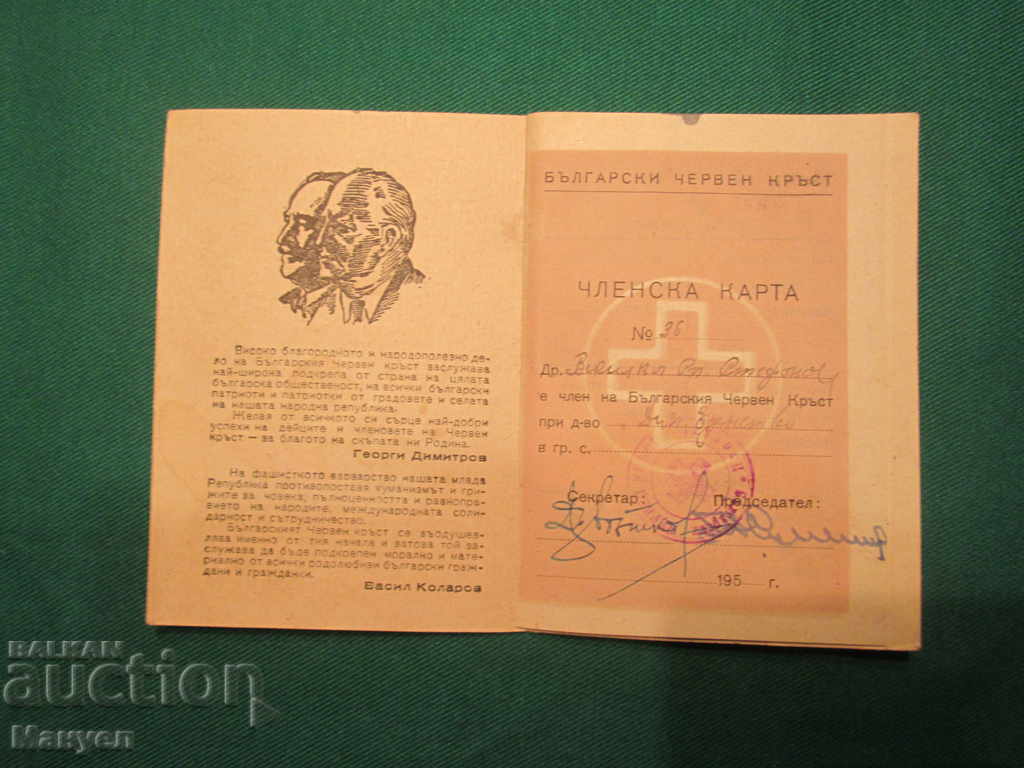 Високо благородното и народополезно де-
ло на Българския Червен кръст заслужава
най-широка подкрепа от страна на цялата
българска общественост, на всички български
патриоти и патриотки от градовете и селата
на нашата народна република.
Желая от всичкото си сърце най-добри
успехи на дейците и членовете на Червен
кръст — за благото на скъпата ни Родина.
Георги Димитров
На фашисткото варварство нашата млада
Република противопоставя хуманизмът и гри-
жите за човека, пълноценността и равноправи-
ето на народите, международната соли-
дарност и сътрудничество.
Българският Червен кръст се въодушев-
лява именно от тия начала и затова той за-
служава да бъде подкрепен морално и мате-
риално от всички родолюбиви български граж-
дани и гражданки.
Васил Коларов
БЪЛГАРСКИ ЧЕРВЕН КРЪСТ
ЧЛЕНСКА КАРТА
№ 36
Др.
е член на Българския Червен Кръст
при д-во
в гр. с.
Секретар: Председател:
195 г.
BALKAN
auction
Макуел